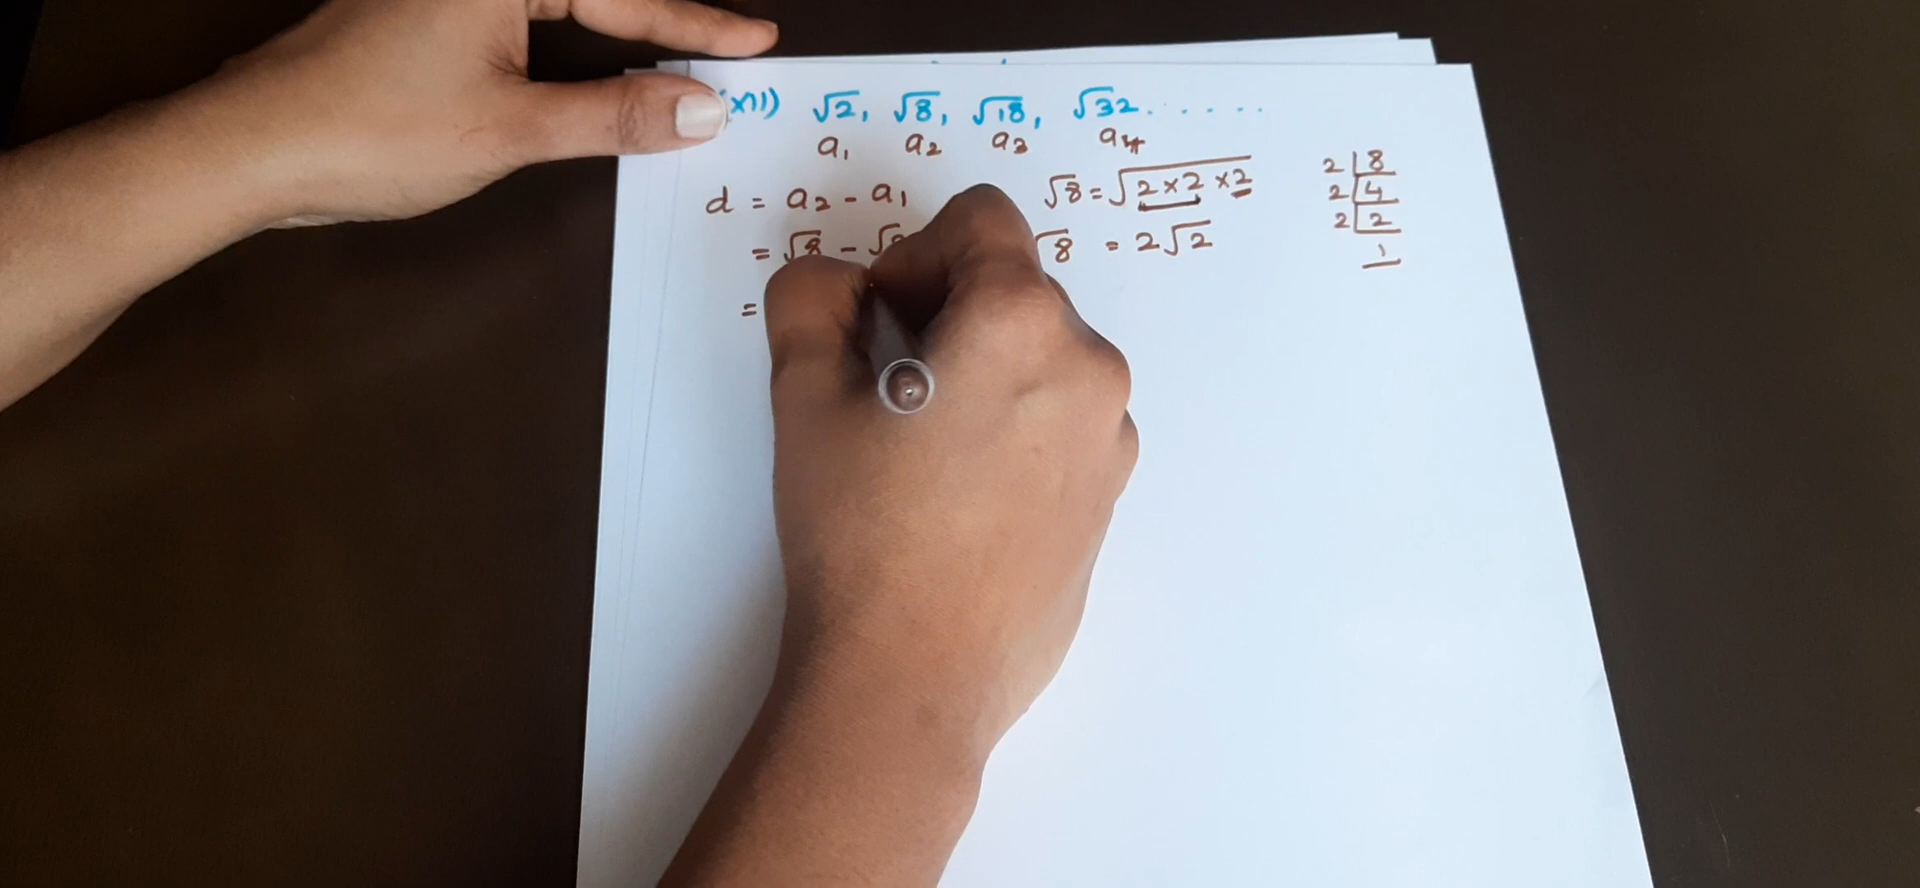 (xii) √2, √8, √18, √32......
a₁ a₂ a₃ a₄
d = a₂ - a₁
= √8 - √
=
√8 = √2×2×2
√8 = 2√2
2|8
2|4
2|2
1